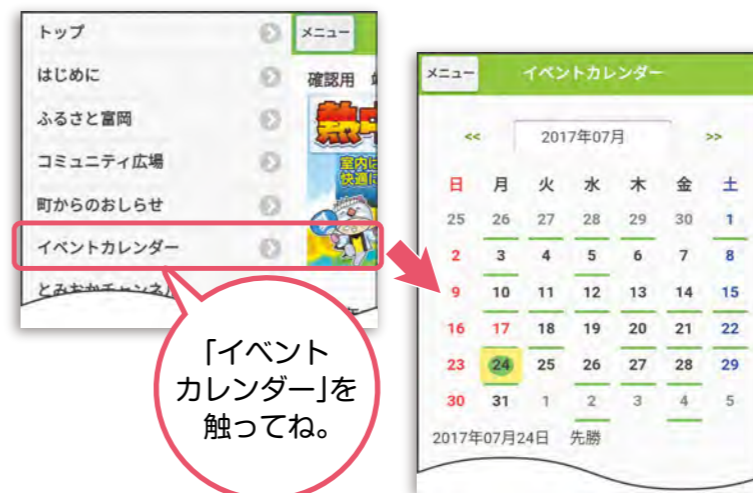 トップ
はじめに
ふるさと富岡
コミュニティ広場
町からのおしらせ
イベントカレンダー
メニュー
確認用
「イベント
カレンダー」を
触ってね。
メニュー イベントカレンダー
<< 2017年07月 >>
日 月 火 水 木 金 土
25 26 27 28 29 30 1
2 3 4 5 6 7 8
9 10 11 12 13 14 15
16 17 18 19 20 21 22
23 24 25 26 27 28 29
30 31 1 2 3 4 5
2017年07月24日 先勝